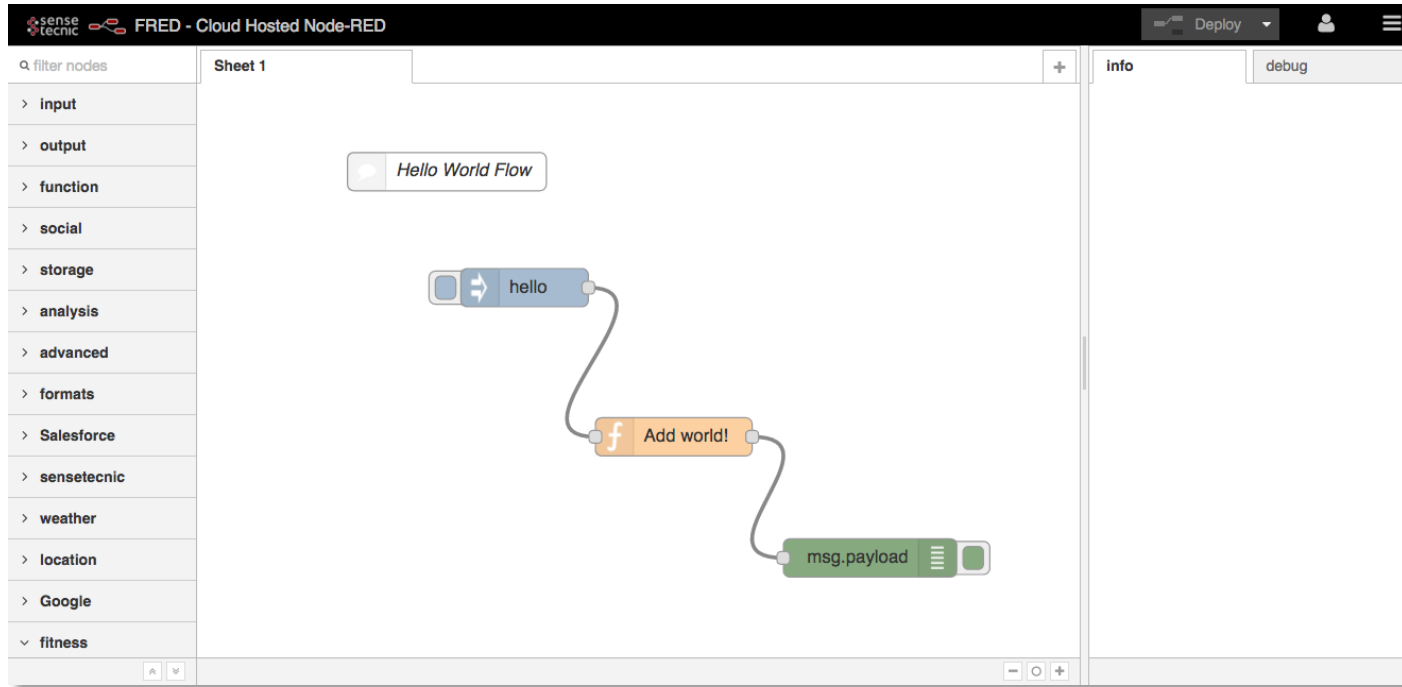 sense tecnic FRED - Cloud Hosted Node-RED Deploy
filter nodes
Sheet 1
info
debug
input
output
function
social
storage
analysis
advanced
formats
Salesforce
sensetecnic
weather
location
Google
fitness
Hello World Flow
hello
Add world!
msg.payload